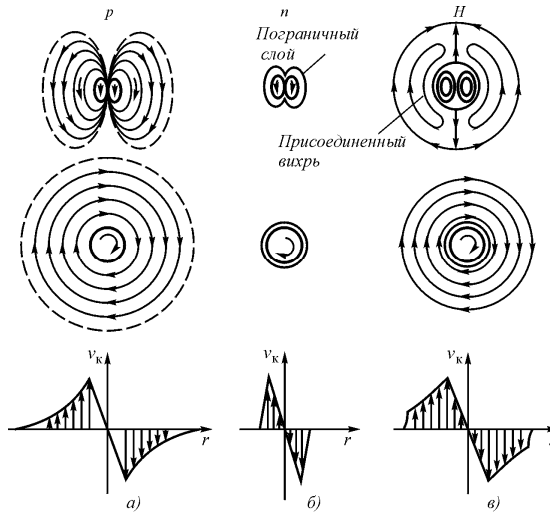 p
n
H
Пограничный
слой
Присоединенный
вихрь
vк
vк
vк
r
r
а)
б)
в)